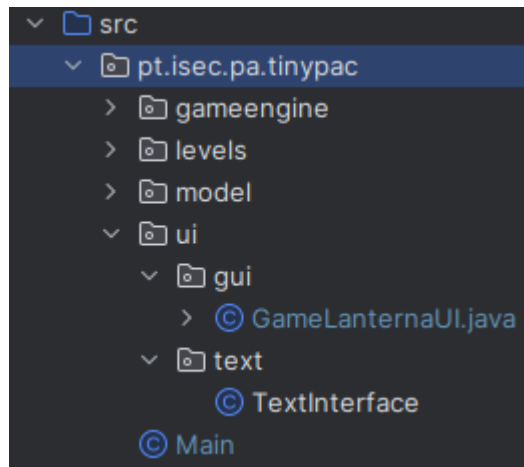 src
pt.isec.pa.tinypac
gameengine
levels
model
ui
gui
GameLanternaUI.java
text
TextInterface
Main